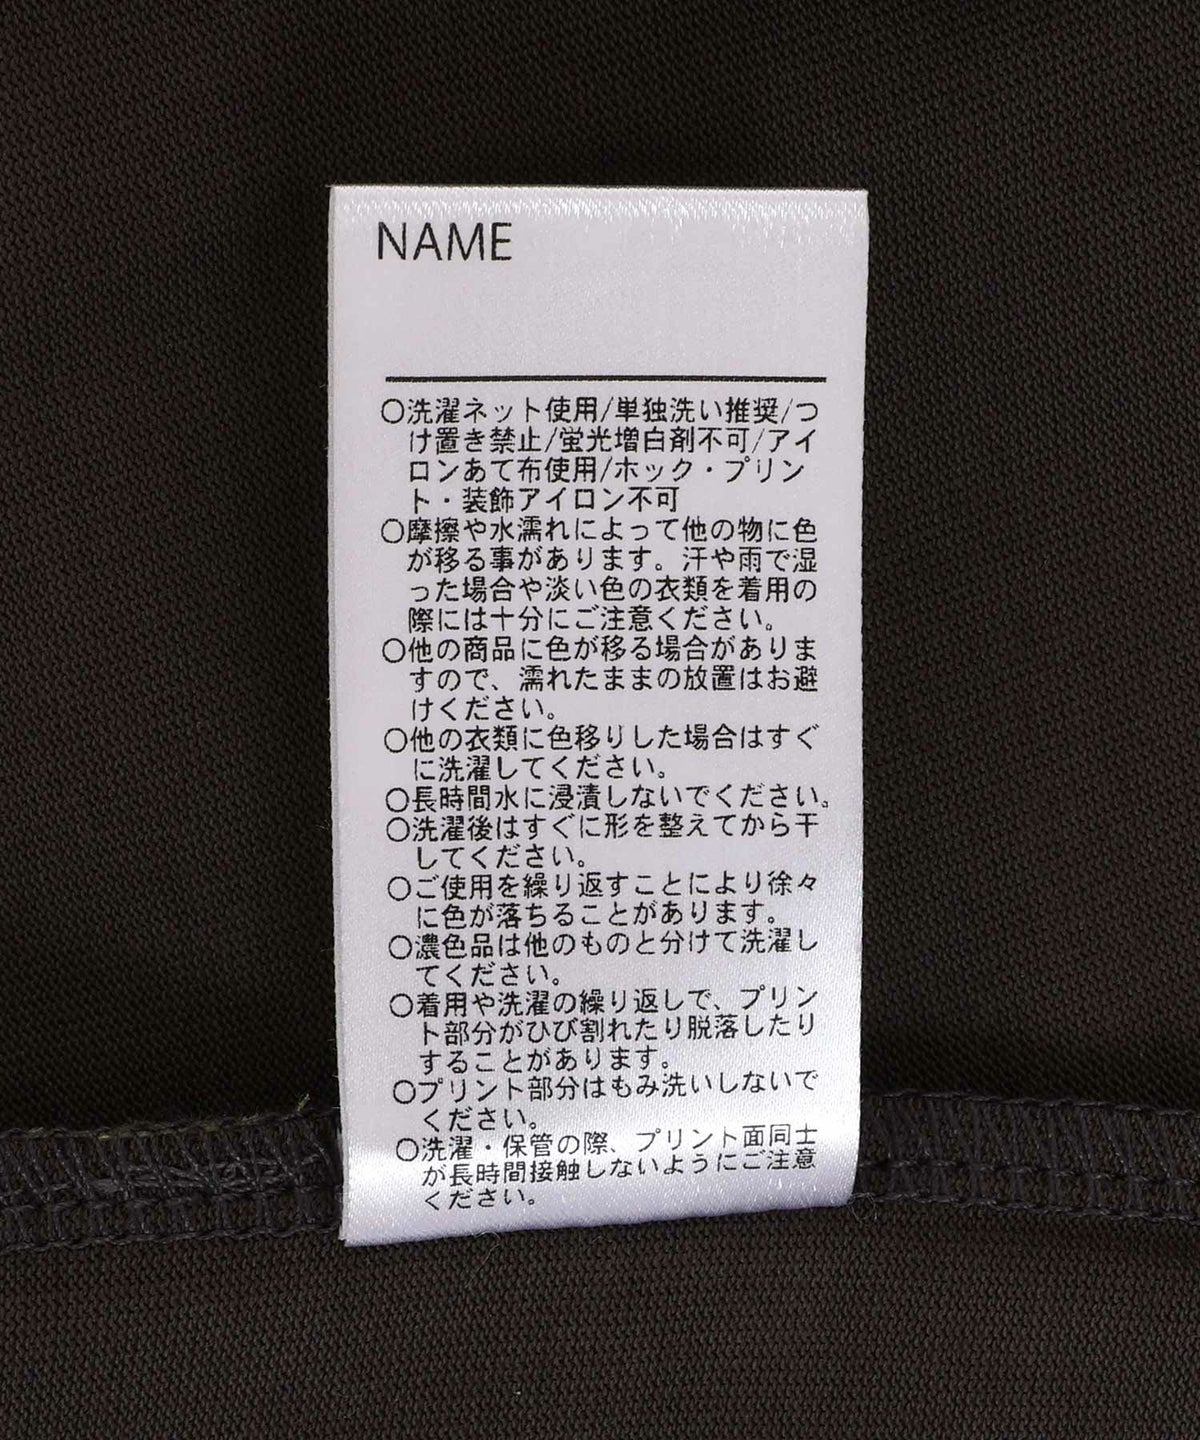 NAME
○洗濯ネット使用/単独洗い推奨/つ
け置き禁止/蛍光増白剤不可/アイ
ロンあて布使用/ホック・プリン
ト・装飾アイロン不可
○摩擦や水濡れによって他の物に色
が移る事があります。汗や雨で湿
った場合や淡い色の衣類を着用の
際には十分にご注意ください。
○他の商品に色が移る場合がありま
すので、濡れたままの放置はお避
けください。
○他の衣類に色移りした場合はすぐ
に洗濯してください。
○長時間水に浸漬しないでください。
○洗濯後はすぐに形を整えてから干
してください。
○ご使用を繰り返すことにより徐々
に色が落ちることがあります。
○濃色品は他のものと分けて洗濯し
てください。
○着用や洗濯の繰り返しで、プリン
ト部分がひび割れたり脱落したり
することがあります。
○プリント部分はもみ洗いしないで
ください。
○洗濯・保管の際、プリント面同士
が長時間接触しないようにご注意
ください。